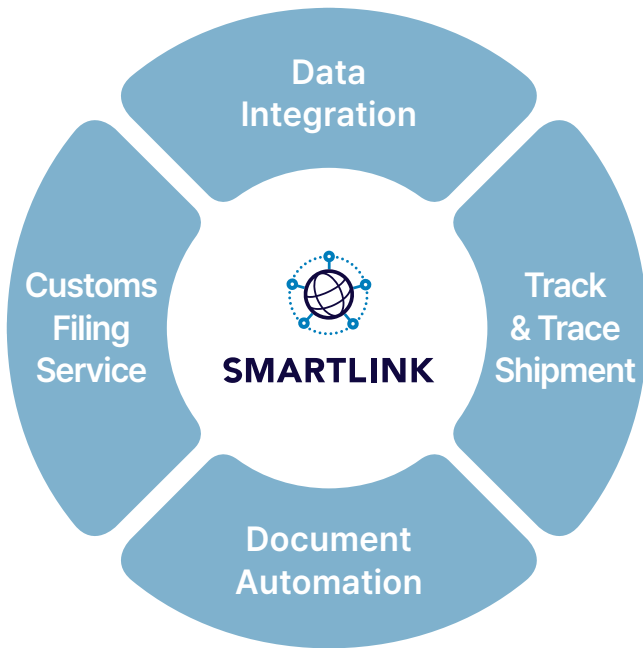 Data
Integration
Customs
Filing
Service
SMARTLINK
Track
& Trace
Shipment
Document
Automation